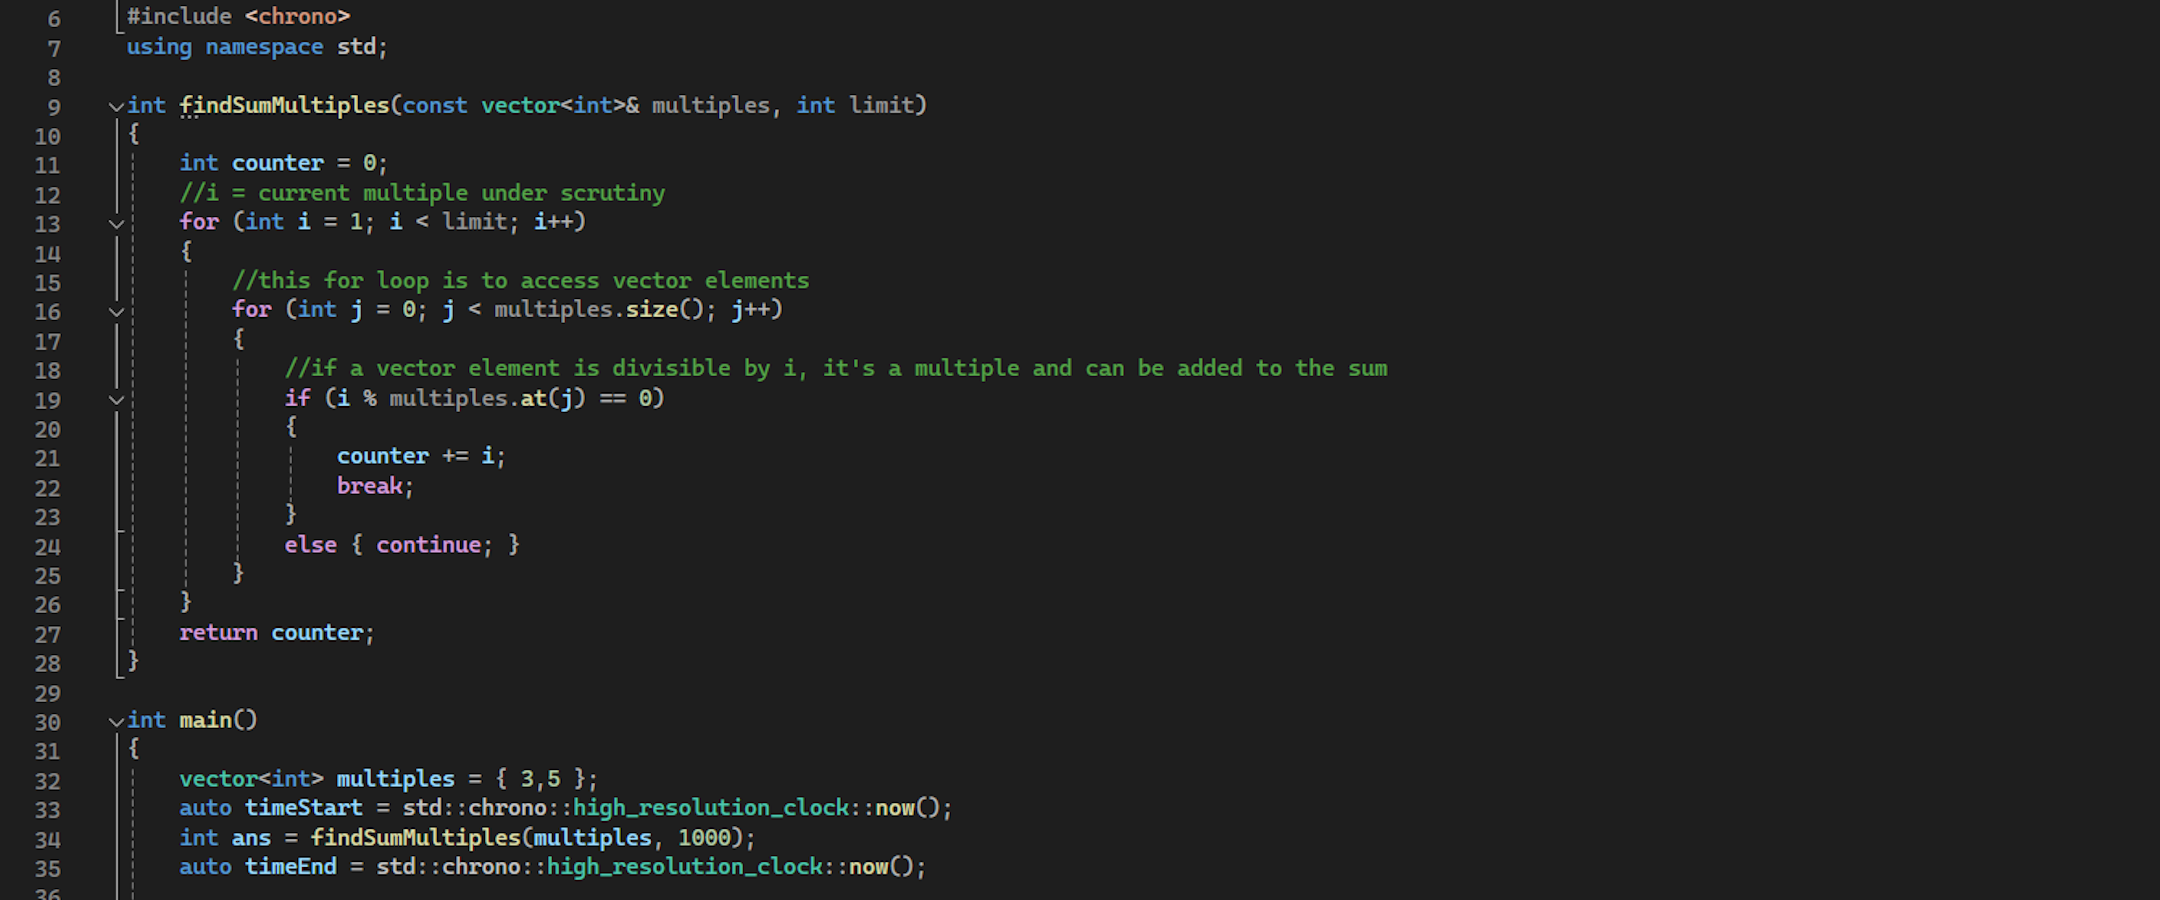 6 #include <chrono>
7 using namespace std;
8
9 int findSumMultiples(const vector<int>& multiples, int limit)
10 {
11     int counter = 0;
12     //i = current multiple under scrutiny
13     for (int i = 1; i < limit; i++)
14     {
15         //this for loop is to access vector elements
16         for (int j = 0; j < multiples.size(); j++)
17         {
18             //if a vector element is divisible by i, it's a multiple and can be added to the sum
19             if (i % multiples.at(j) == 0)
20             {
21                 counter += i;
22                 break;
23             }
24             else { continue; }
25         }
26     }
27     return counter;
28 }
29
30 int main()
31 {
32     vector<int> multiples = { 3,5 };
33     auto timeStart = std::chrono::high_resolution_clock::now();
34     int ans = findSumMultiples(multiples, 1000);
35     auto timeEnd = std::chrono::high_resolution_clock::now();
36